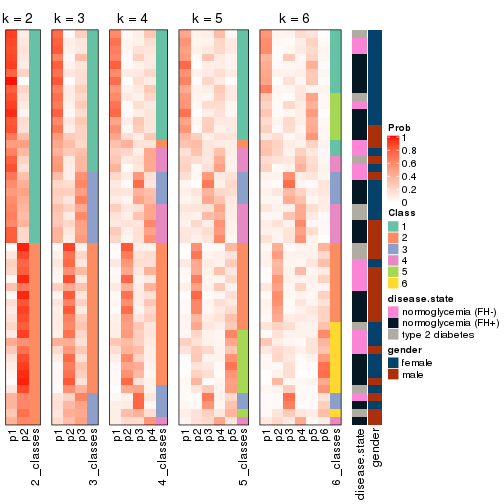 k = 2 k = 3 k = 4 k = 5 k = 6
Prob
1
0.8
0.6
0.4
0.2
0
Class
1
2
3
4
5
6
disease.state
normoglycemia (FH-)
normoglycemia (FH+)
type 2 diabetes
gender
female
male
p1 p2 2_classes p1 p2 p3 3_classes p1 p2 p3 p4 4_classes p1 p2 p3 p4 p5 5_classes p1 p2 p3 p4 p5 p6 6_classes disease.state gender